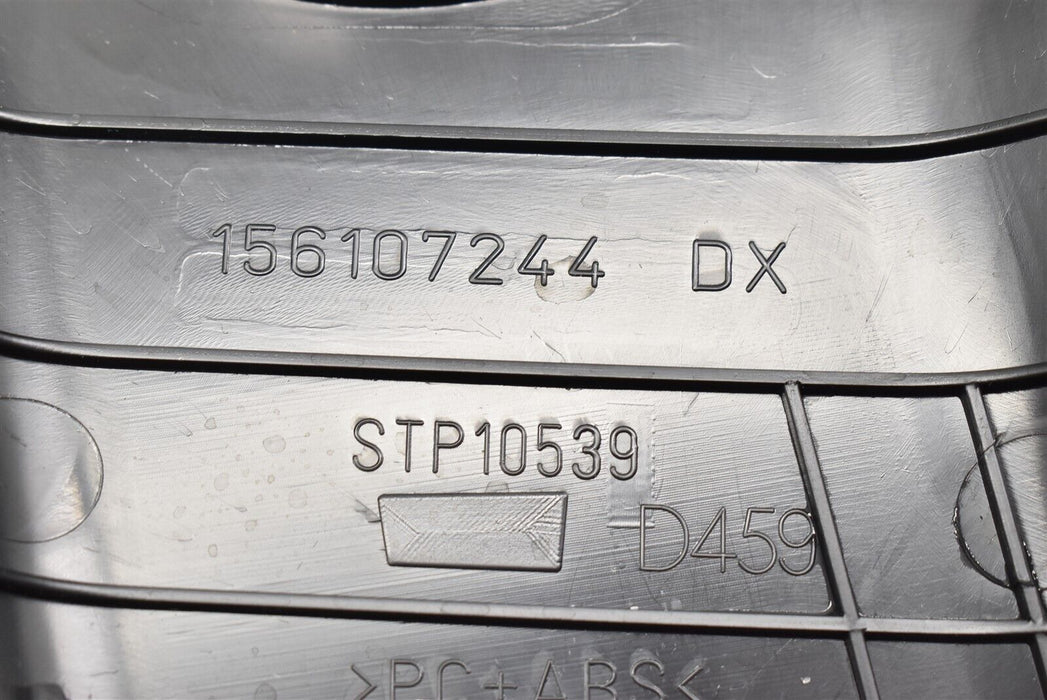 156107244 DX
STP10539
D459
>PC+ABS<